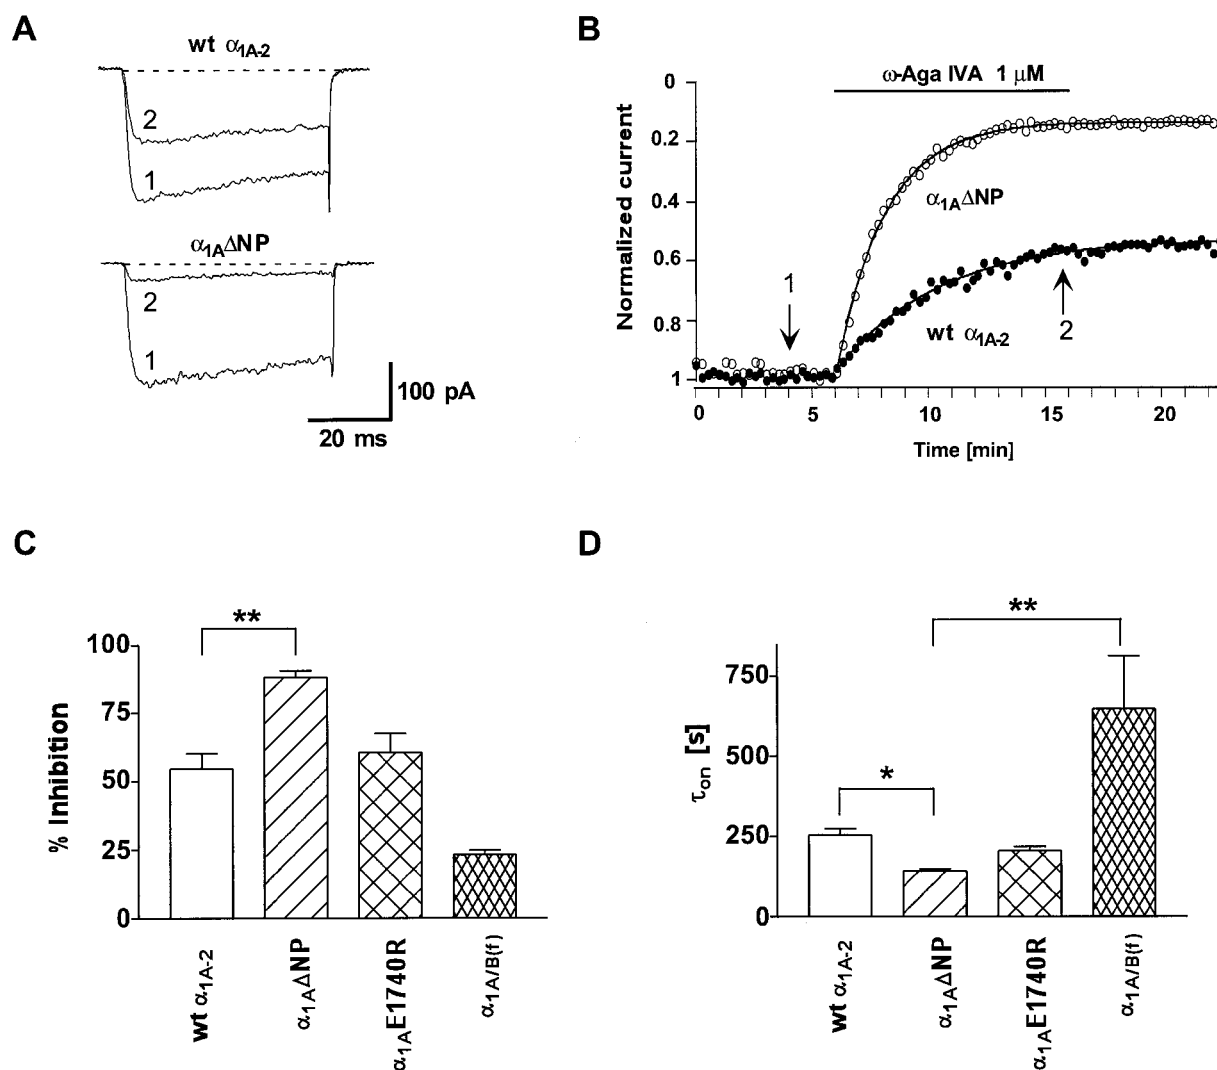 A
wt α1A-2
2
1
α1AΔNP
2
1
100 pA
20 ms
B
ω-Aga IVA 1 μM
Normalized current
0
0.2
0.4
0.6
0.8
1
α1AΔNP
1
wt α1A-2
2
0 5 10 15 20
Time [min]
C
**
% Inhibition
100
75
50
25
0
wt α1A-2
α1AΔNP
α1AE1740R
α1A/B(f)
D
**
*
τon [s]
750
500
250
0
wt α1A-2
α1AΔNP
α1AE1740R
α1A/B(f)